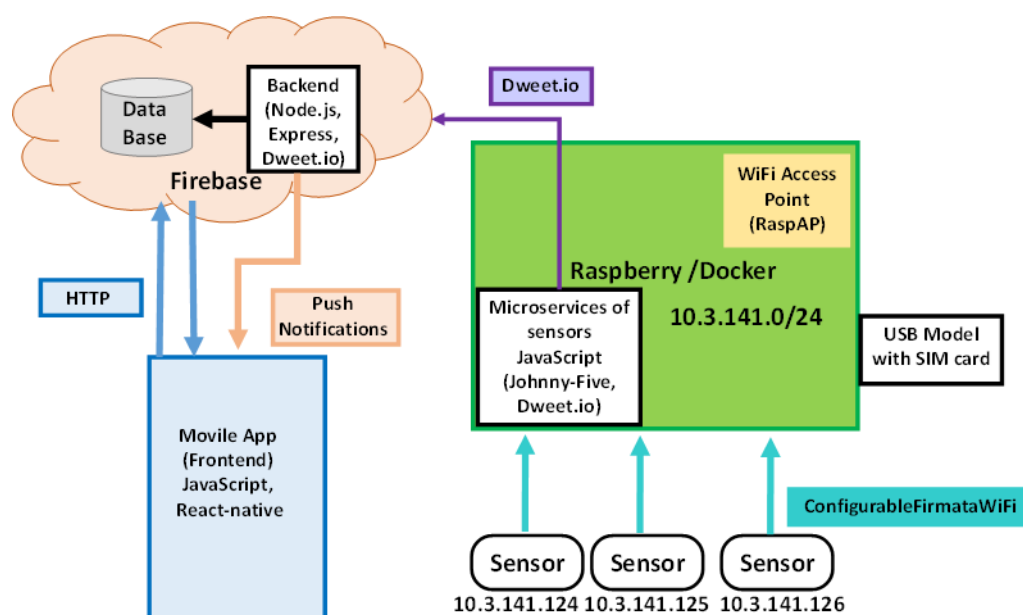 Data
Base
Backend
(Node.js,
Express,
Dweet.io)
Firebase
Dweet.io
WiFi Access
Point
(RaspAP)
Raspberry /Docker
10.3.141.0/24
Microservices of
sensors
JavaScript
(Johnny-Five,
Dweet.io)
USB Model
with SIM card
HTTP
Push
Notifications
Movile App
(Frontend)
JavaScript,
React-native
ConfigurableFirmataWiFi
Sensor
Sensor
Sensor
10.3.141.124
10.3.141.125
10.3.141.126